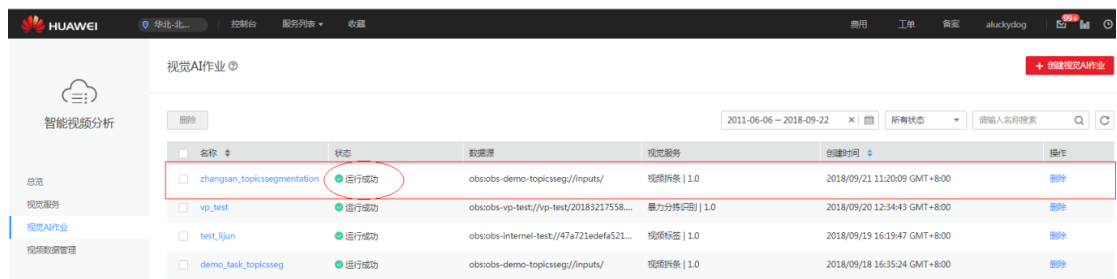 HUAWEI 华北-北... 控制台 服务列表 收藏 费用 工单 备案 aluckydog 99+
智能视频分析
总览
视觉服务
视觉AI作业
视频数据管理
视觉AI作业
+ 创建视觉AI作业
删除 2011-06-06 – 2018-09-22 所有状态 请输入名称搜索
名称 状态 数据源 视觉服务 创建时间 操作
zhangsan_topicssegmentation 运行成功 obs:obs-demo-topicsseg://inputs/ 视频拆条 | 1.0 2018/09/21 11:20:09 GMT+8:00 删除
vp_test 运行成功 obs:obs-vp-test://vp-test/20183217558.... 暴力分拣识别 | 1.0 2018/09/20 12:34:43 GMT+8:00 删除
test_lijun 运行成功 obs:obs-internel-test://47a721edefa521... 视频标签 | 1.0 2018/09/19 16:19:47 GMT+8:00 删除
demo_task_topicsseg 运行成功 obs:obs-demo-topicsseg://inputs/ 视频拆条 | 1.0 2018/09/18 16:35:24 GMT+8:00 删除